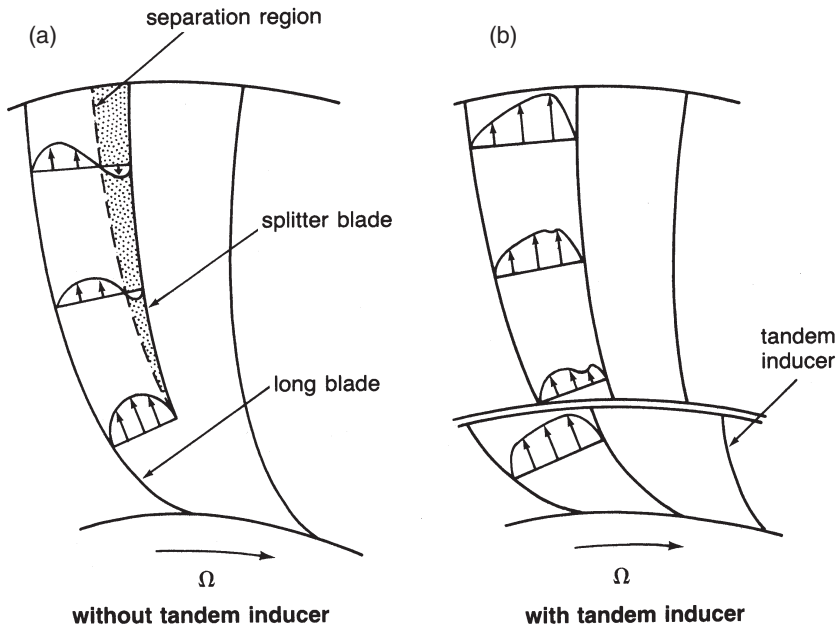 (a)
separation region
splitter blade
long blade
Ω
without tandem inducer
(b)
tandem
inducer
Ω
with tandem inducer